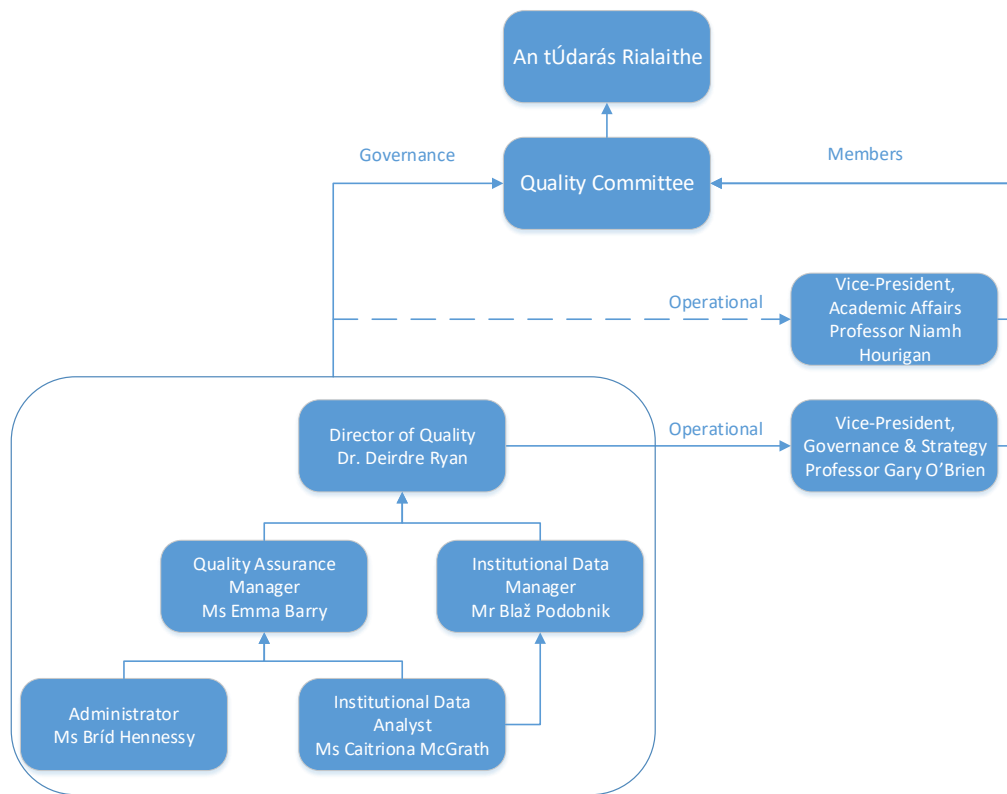 An tÚdarás Rialaithe
Governance
Members
Quality Committee
Operational
Vice-President,
Academic Affairs
Professor Niamh
Hourigan
Director of Quality
Dr. Deirdre Ryan
Operational
Vice-President,
Governance & Strategy
Professor Gary O’Brien
Quality Assurance
Manager
Ms Emma Barry
Institutional Data
Manager
Mr Blaž Podobnik
Administrator
Ms Bríd Hennessy
Institutional Data
Analyst
Ms Caitriona McGrath